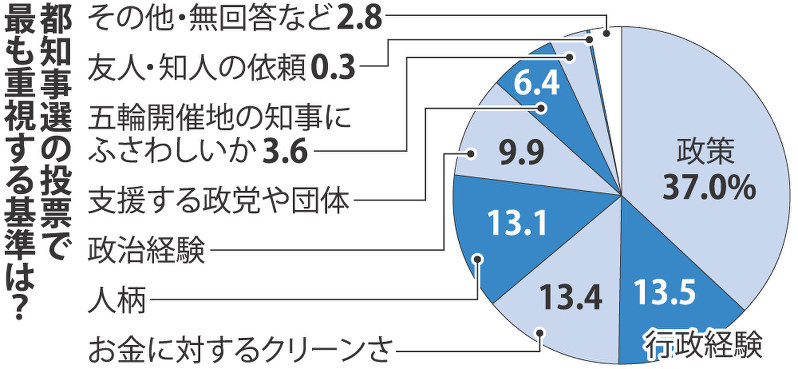 都知事選の投票で
最も重視する基準は？
その他・無回答など2.8
友人・知人の依頼0.3
五輪開催地の知事に
ふさわしいか3.6
支援する政党や団体
政治経験
人柄
お金に対するクリーンさ
6.4
9.9
13.1
13.4
13.5
行政経験
政策
37.0%